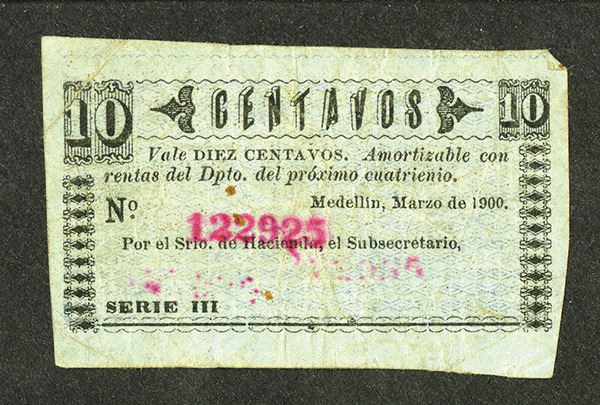 10 CENTAVOS 10
Vale DIEZ CENTAVOS. Amortizable con
rentas del Dpto. del próximo cuatrienio.
Medellín, Marzo de 1900.
No. 122925
Por el Srio. de Hacienda, el Subsecretario,
SERIE III